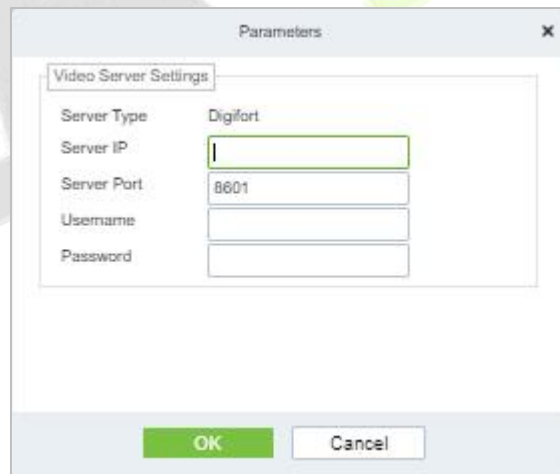 Parameters
Video Server Settings
Server Type Digifort
Server IP
Server Port 8601
Username
Password
OK Cancel